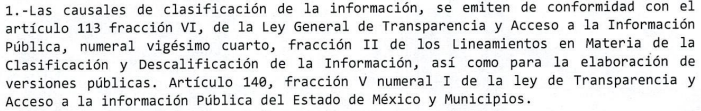 1.-Las causales de clasificación de la información, se emiten de conformidad con el
artículo 113 fracción VI, de la Ley General de Transparencia y Acceso a la Información
Pública, numeral vigésimo cuarto, fracción II de los Lineamientos en Materia de la
Clasificación y Descalificación de la Información, así como para la elaboración de
versiones públicas. Artículo 140, fracción V numeral I de la ley de Transparencia y
Acceso a la información Pública del Estado de México y Municipios.